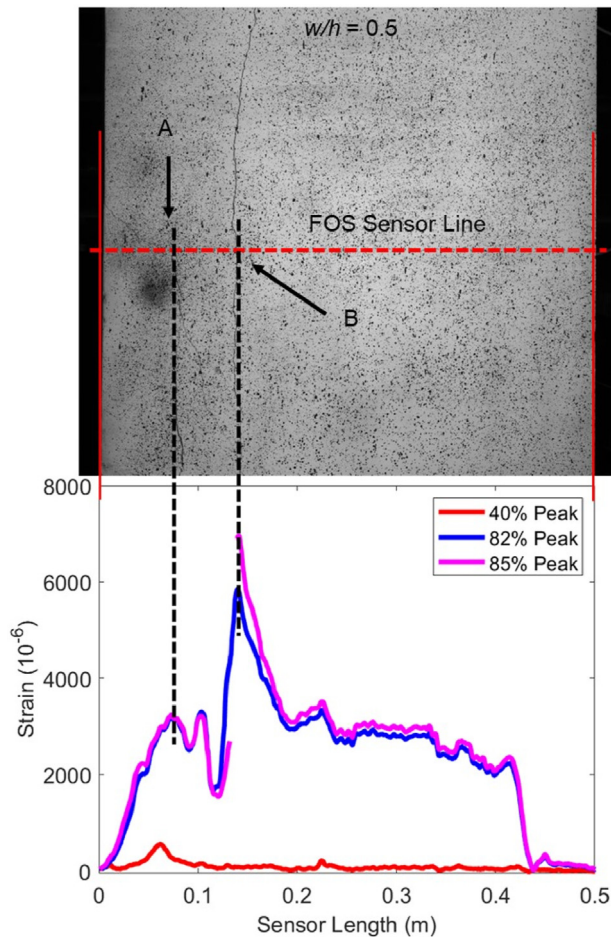 w/h = 0.5
A
FOS Sensor Line
B
8000
6000
4000
2000
0
Strain (10⁻⁶)
40% Peak
82% Peak
85% Peak
0 0.1 0.2 0.3 0.4 0.5
Sensor Length (m)